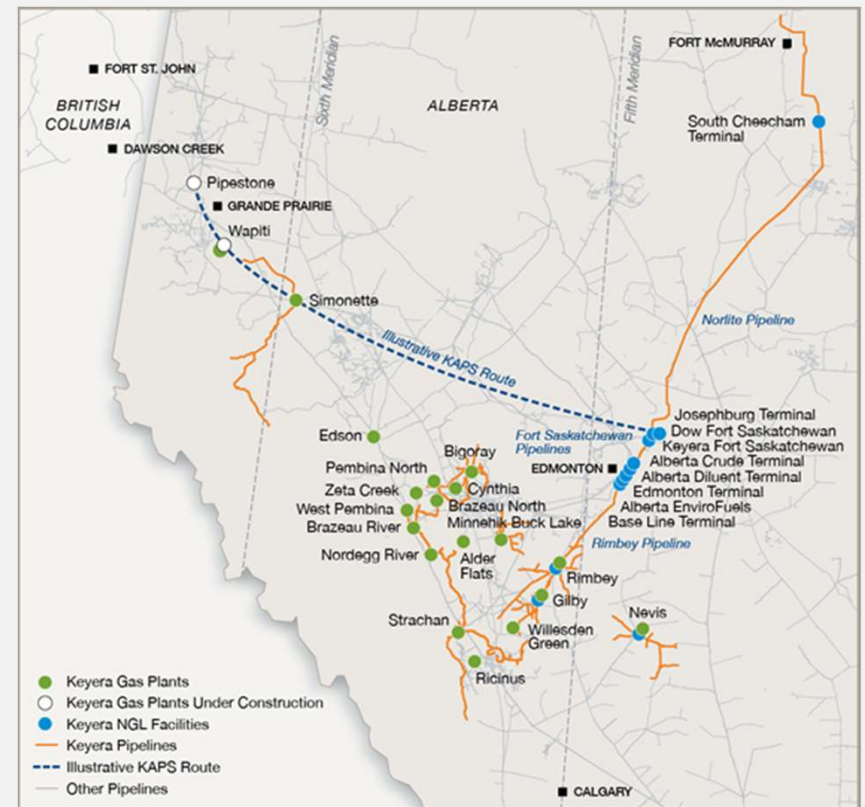 FORT McMURRAY
FORT ST. JOHN
Sixth Meridian
Fifth Meridian
BRITISH
COLUMBIA
ALBERTA
South Cheecham
Terminal
DAWSON CREEK
Pipestone
GRANDE PRAIRIE
Wapiti
Simonette
Norlite Pipeline
Illustrative KAPS Route
Josephburg Terminal
Dow Fort Saskatchewan
Keyera Fort Saskatchewan
Alberta Crude Terminal
Alberta Diluent Terminal
Edmonton Terminal
Alberta EnviroFuels
Base Line Terminal
Fort Saskatchewan
Pipelines
EDMONTON
Edson
Bigoray
Pembina North
Zeta Creek
Cynthia
West Pembina
Brazeau North
Brazeau River
Minnehik Buck Lake
Nordegg River
Alder
Flats
Rimbey Pipeline
Rimbey
Gilby
Nevis
Strachan
Willesden
Green
Ricinus
Keyera Gas Plants
Keyera Gas Plants Under Construction
Keyera NGL Facilities
Keyera Pipelines
Illustrative KAPS Route
Other Pipelines
CALGARY